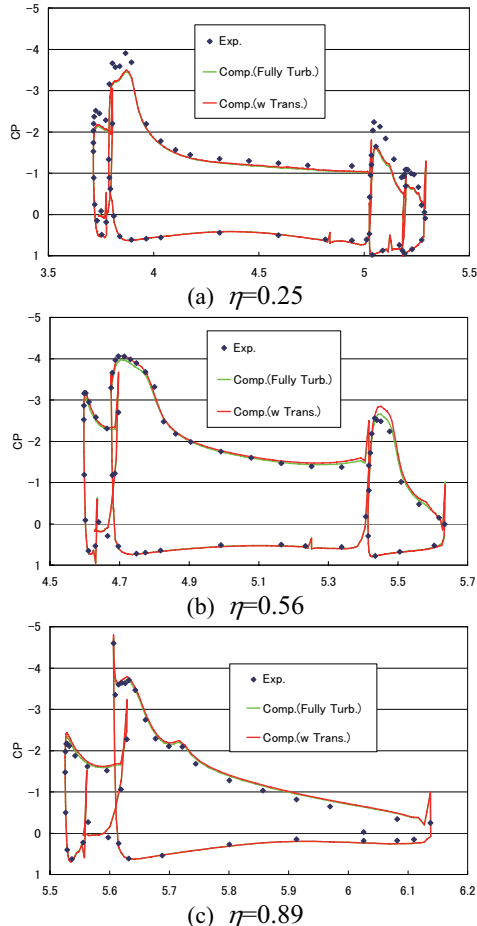 -5
-4
-3
-2
-1
0
1
CP
Exp.
Comp.(Fully Turb.)
Comp.(w Trans.)
3.5 4 4.5 5 5.5
(a) η=0.25
-5
-4
-3
-2
-1
0
1
CP
Exp.
Comp.(Fully Turb.)
Comp.(w Trans.)
4.5 4.7 4.9 5.1 5.3 5.5 5.7
(b) η=0.56
-5
-4
-3
-2
-1
0
1
CP
Exp.
Comp.(Fully Turb.)
Comp.(w Trans.)
5.5 5.6 5.7 5.8 5.9 6 6.1 6.2
(c) η=0.89